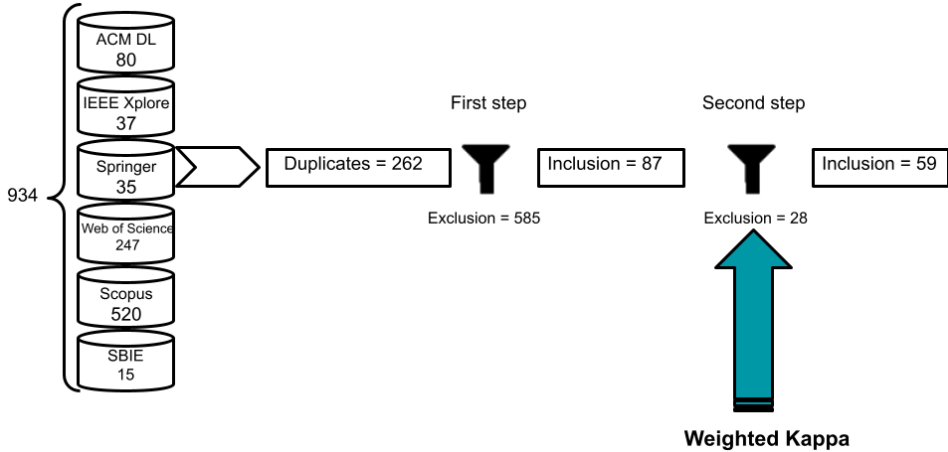 934
ACM DL
80
IEEE Xplore
37
Springer
35
Web of Science
247
Scopus
520
SBIE
15
Duplicates = 262
First step
Exclusion = 585
Inclusion = 87
Second step
Exclusion = 28
Inclusion = 59
Weighted Kappa